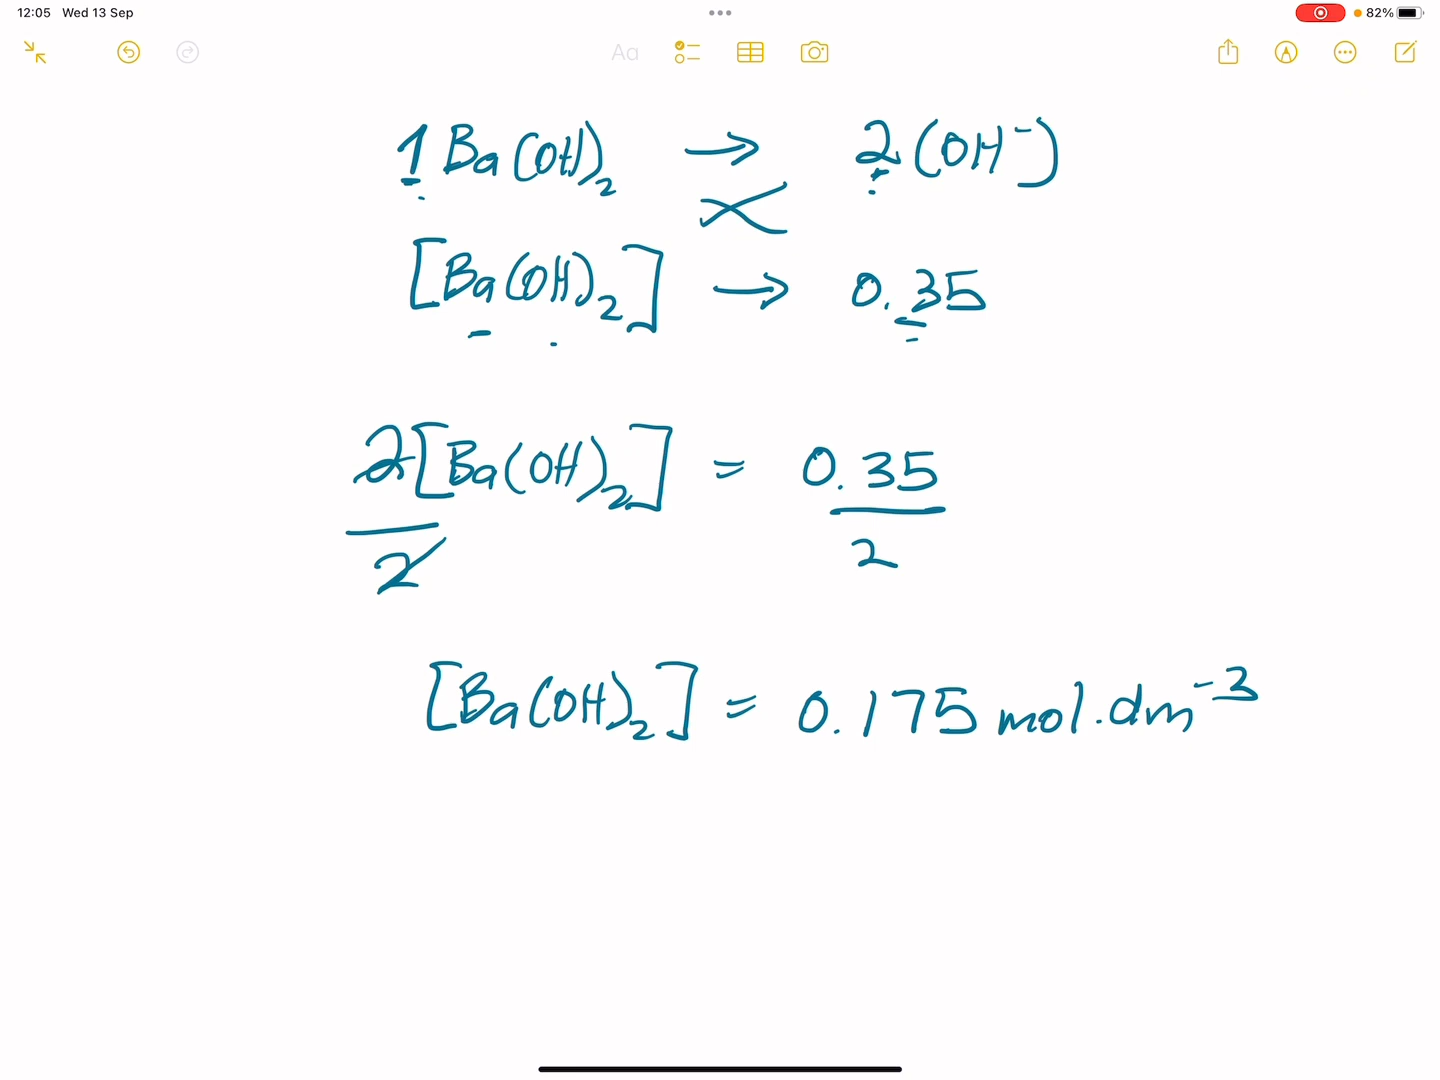 12:05 Wed 13 Sep
82%
Aa
1 Ba(OH)₂ → 2(OH⁻)
[Ba(OH)₂] → 0.35
2[Ba(OH)₂] = 0.35
2 2
[Ba(OH)₂] = 0.175 mol.dm⁻³